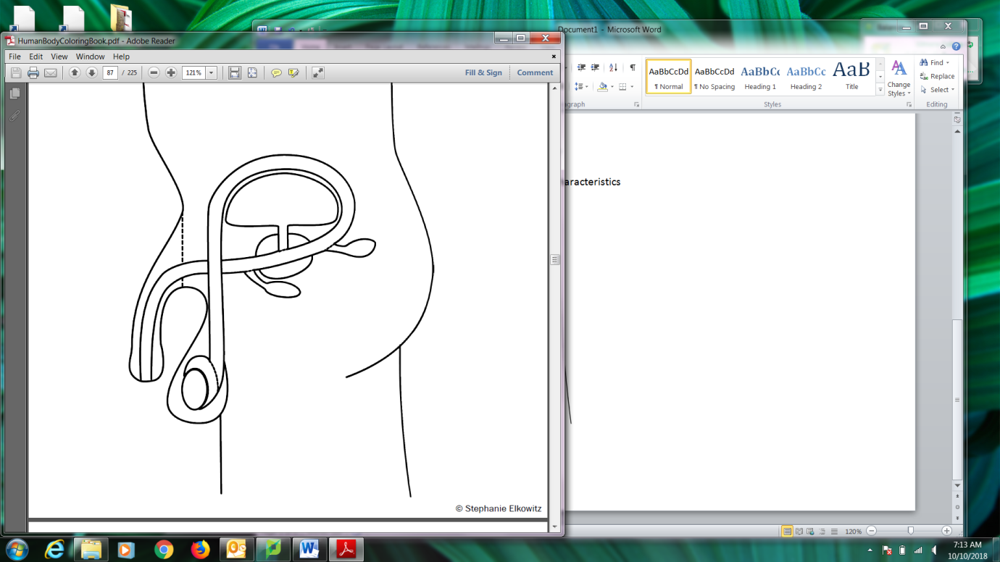 Document1 - Microsoft Word
HumanBodyColoringBook.pdf - Adobe Reader
File Edit View Window Help
87 / 225 121% Fill & Sign Comment
AaBbCcDd AaBbCcDd AaBbCc AaBbCc AaB
¶ Normal ¶ No Spacing Heading 1 Heading 2 Title
Change
Styles
Find
Replace
Select
agraph Styles Editing
aracteristics
© Stephanie Elkowitz
120%
7:13 AM
10/10/2018